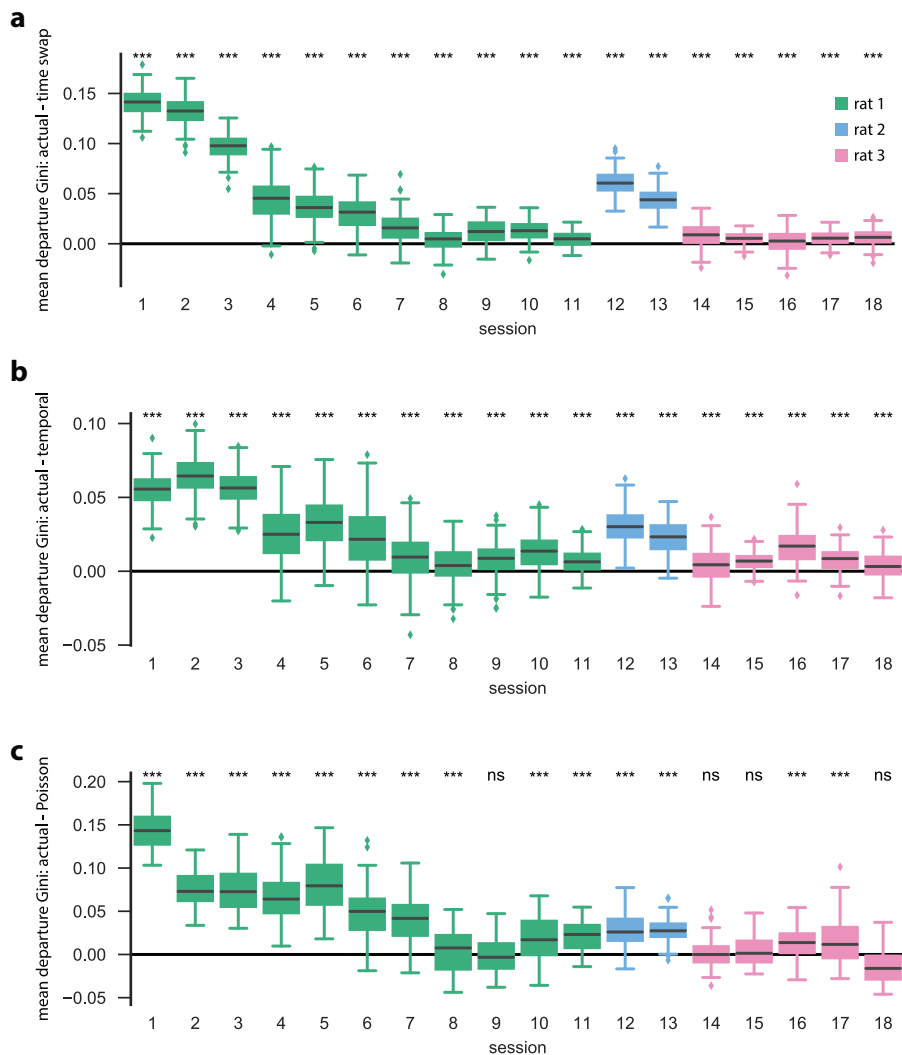 a
mean departure Gini: actual - time swap
*** *** *** *** *** *** *** *** *** *** *** *** *** *** *** *** *** ***
0.15
0.10
0.05
0.00
rat 1
rat 2
rat 3
1 2 3 4 5 6 7 8 9 10 11 12 13 14 15 16 17 18
session
b
mean departure Gini: actual - temporal
*** *** *** *** *** *** *** *** *** *** *** *** *** *** *** *** *** ***
0.10
0.05
0.00
−0.05
1 2 3 4 5 6 7 8 9 10 11 12 13 14 15 16 17 18
session
c
mean departure Gini: actual - Poisson
*** *** *** *** *** *** *** *** ns *** *** *** *** ns ns *** *** ns
0.20
0.15
0.10
0.05
0.00
−0.05
1 2 3 4 5 6 7 8 9 10 11 12 13 14 15 16 17 18
session